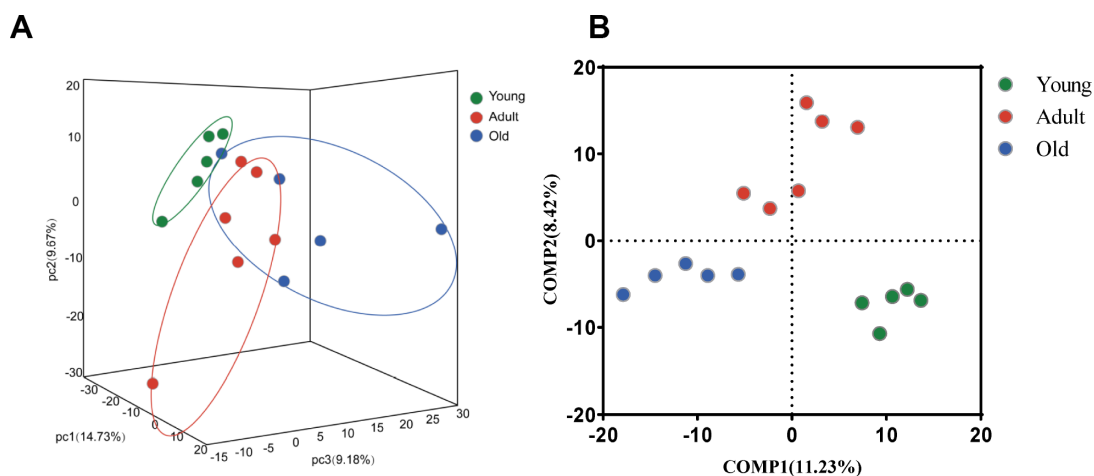 A
20
10
0
-10
-20
-30
pc2(9.67%)
-30
-20
-10
0
10
20
pc1(14.73%)
-15 -10 -5 0 5 10 15 20 25 30
pc3(9.18%)
Young
Adult
Old
B
20
10
0
-10
-20
COMP2(8.42%)
-20 -10 0 10 20
COMP1(11.23%)
Young
Adult
Old